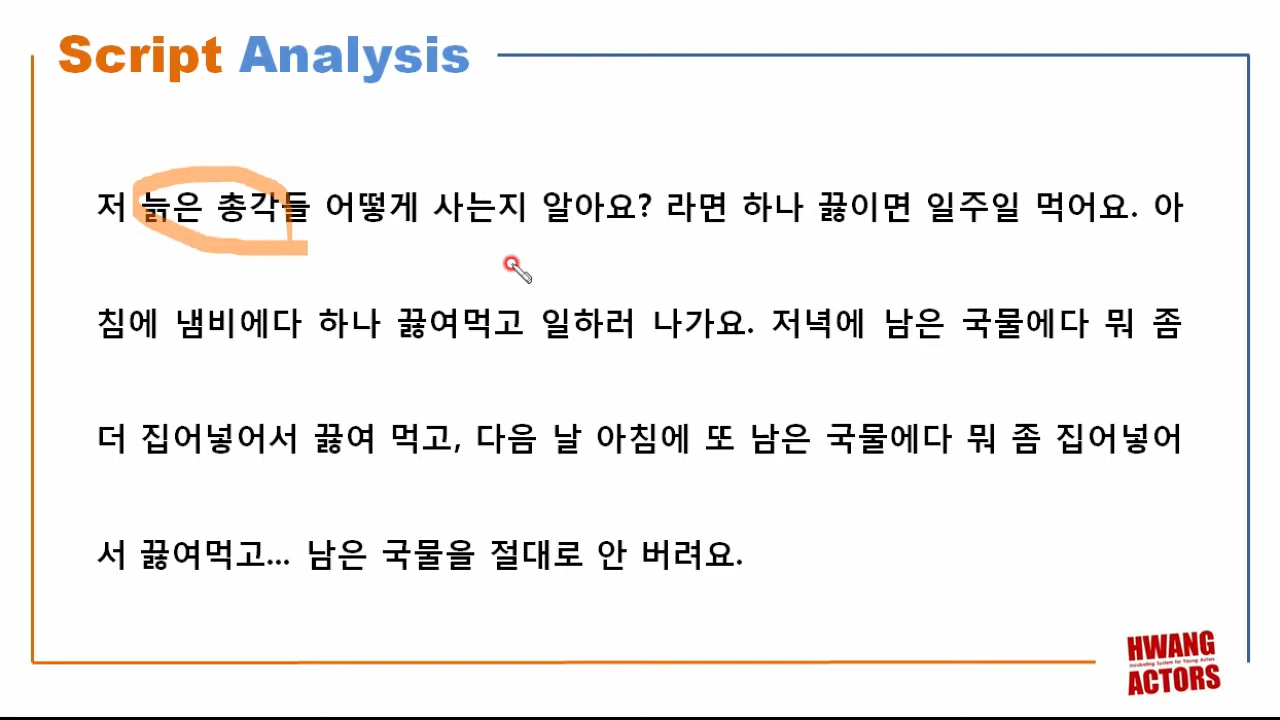 Script Analysis
저 늙은 총각들 어떻게 사는지 알아요? 라면 하나 끓이면 일주일 먹어요. 아
침에 냄비에다 하나 끓여먹고 일하러 나가요. 저녁에 남은 국물에다 뭐 좀
더 집어넣어서 끓여 먹고, 다음 날 아침에 또 남은 국물에다 뭐 좀 집어넣어
서 끓여먹고... 남은 국물을 절대로 안 버려요.
HWANG
Incubating System for Young Actors
ACTORS